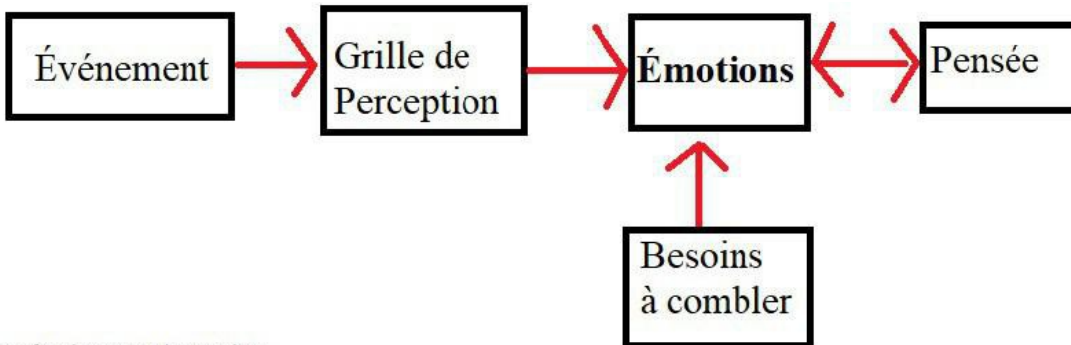 Événement
Grille de
Perception
Émotions
Pensée
Besoins
à combler